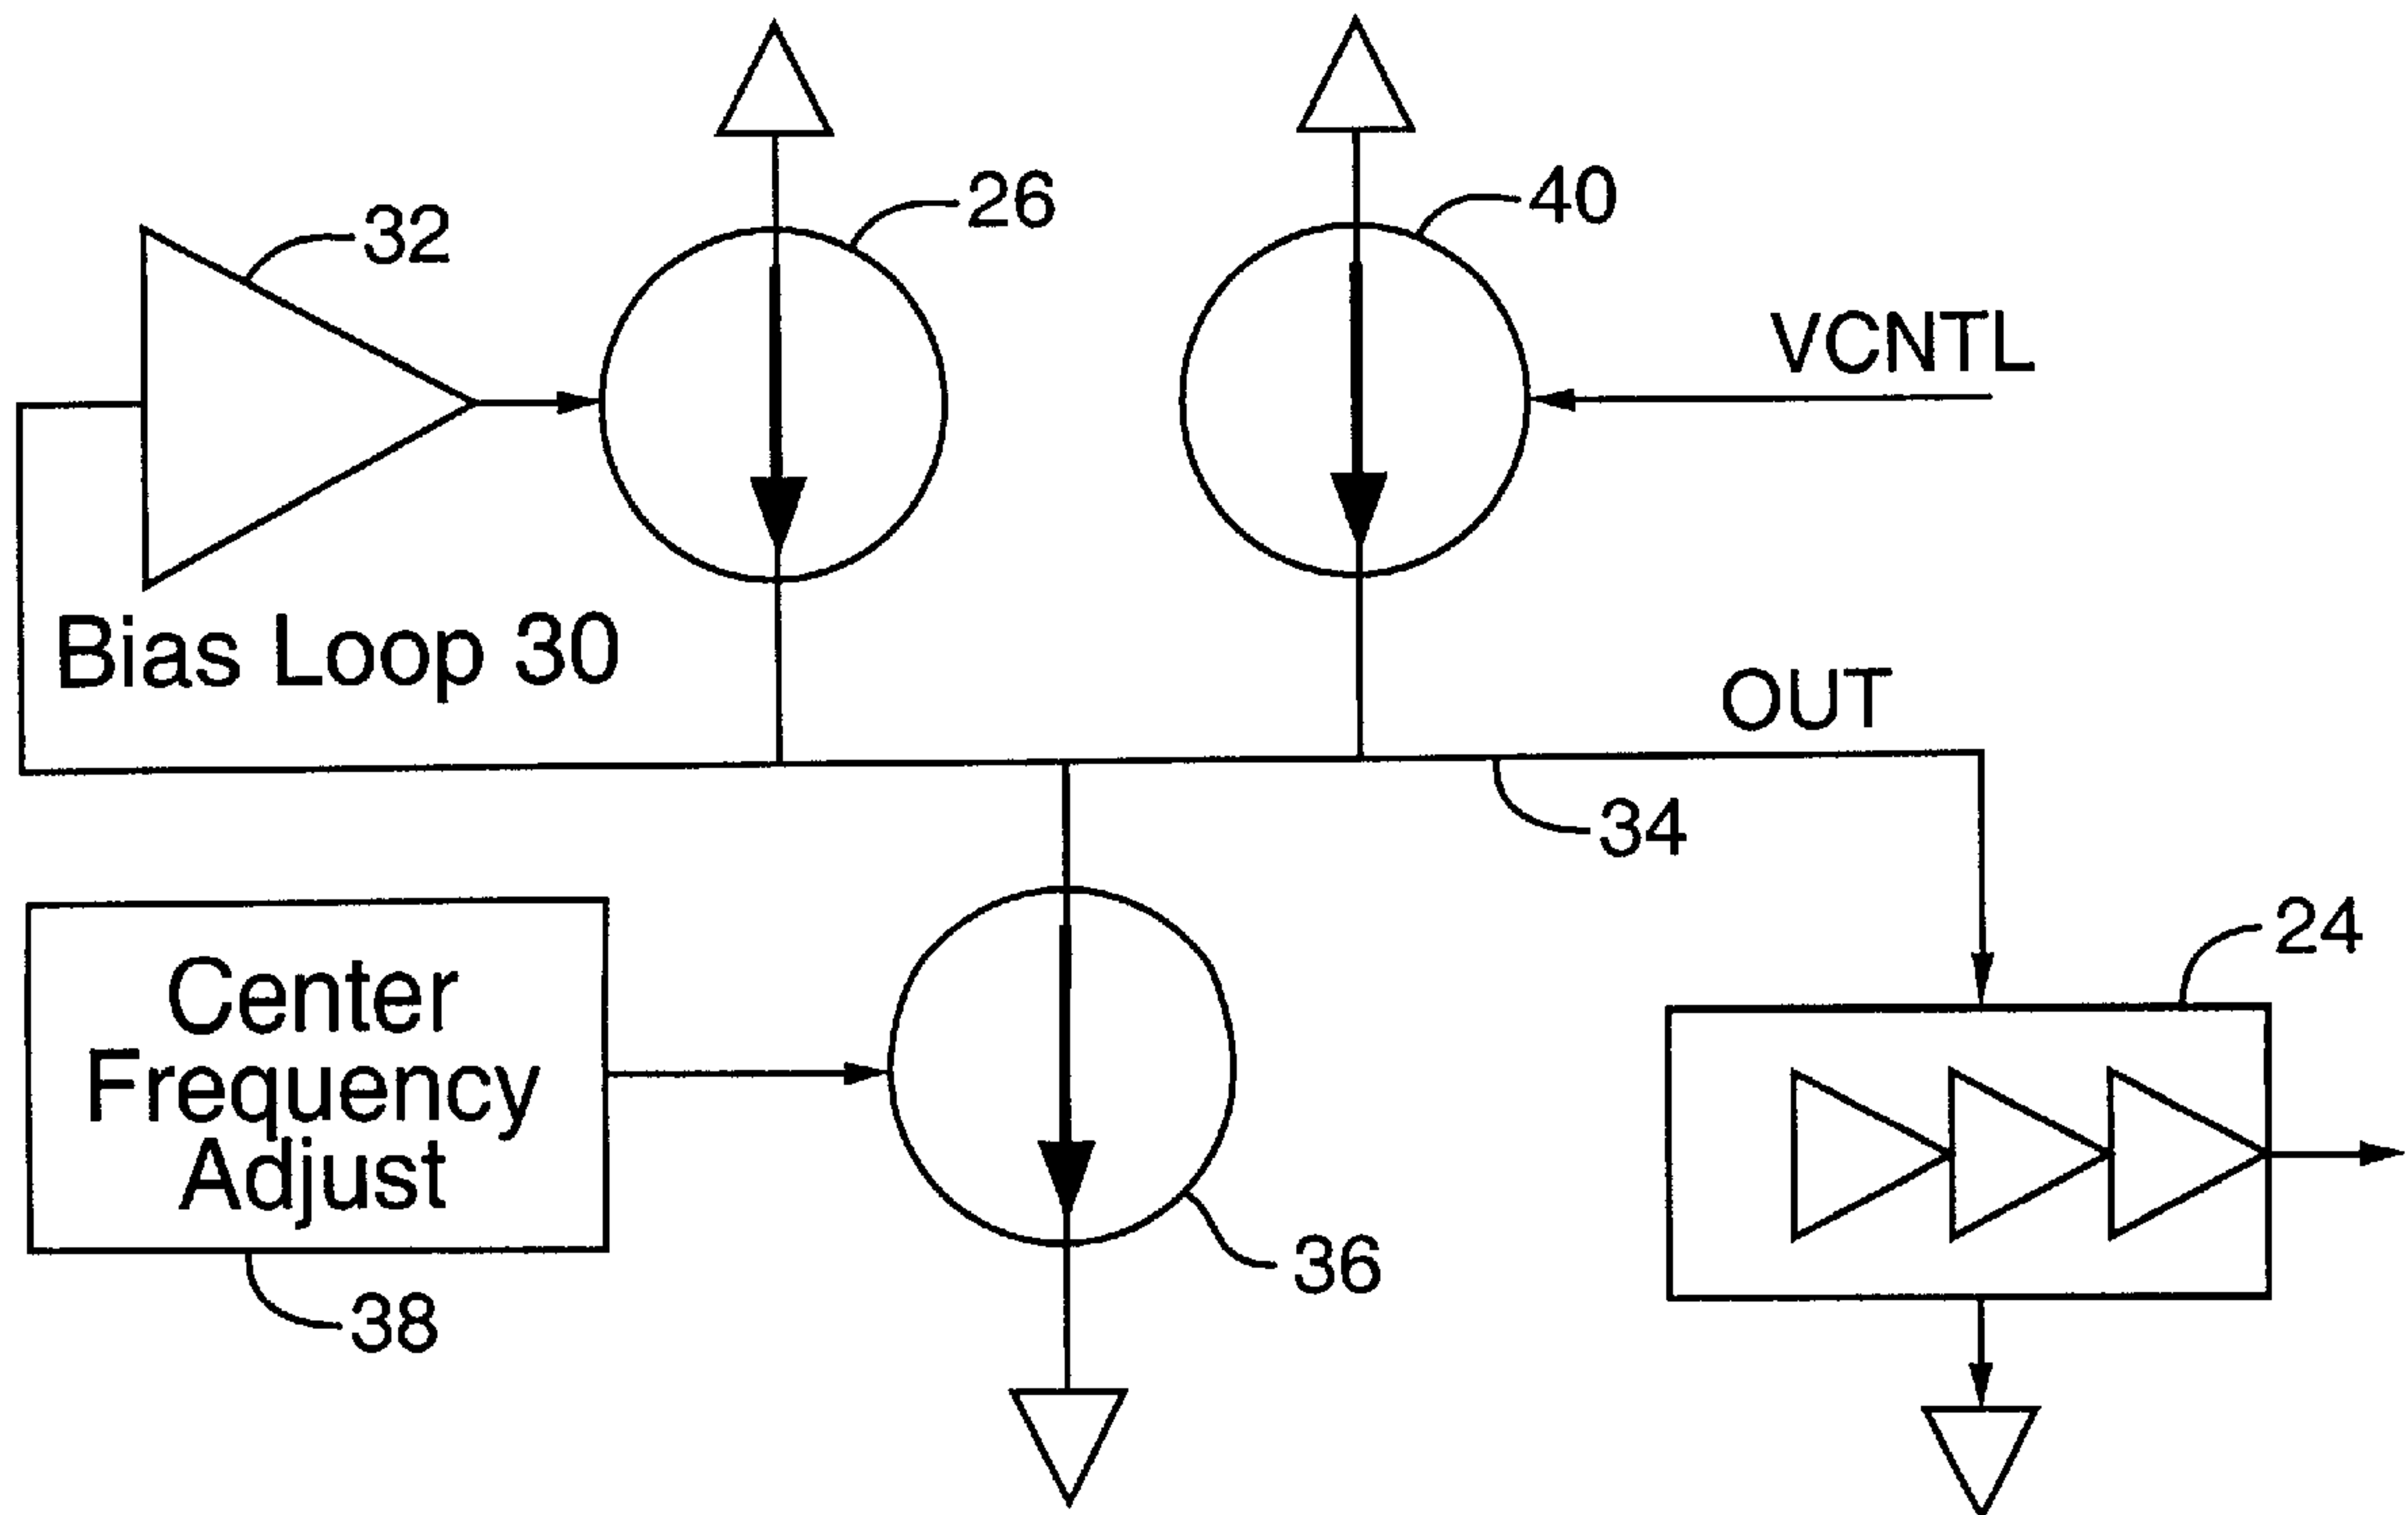 32
26
40
VCNTL
Bias Loop 30
OUT
34
24
Center
Frequency
Adjust
36
38